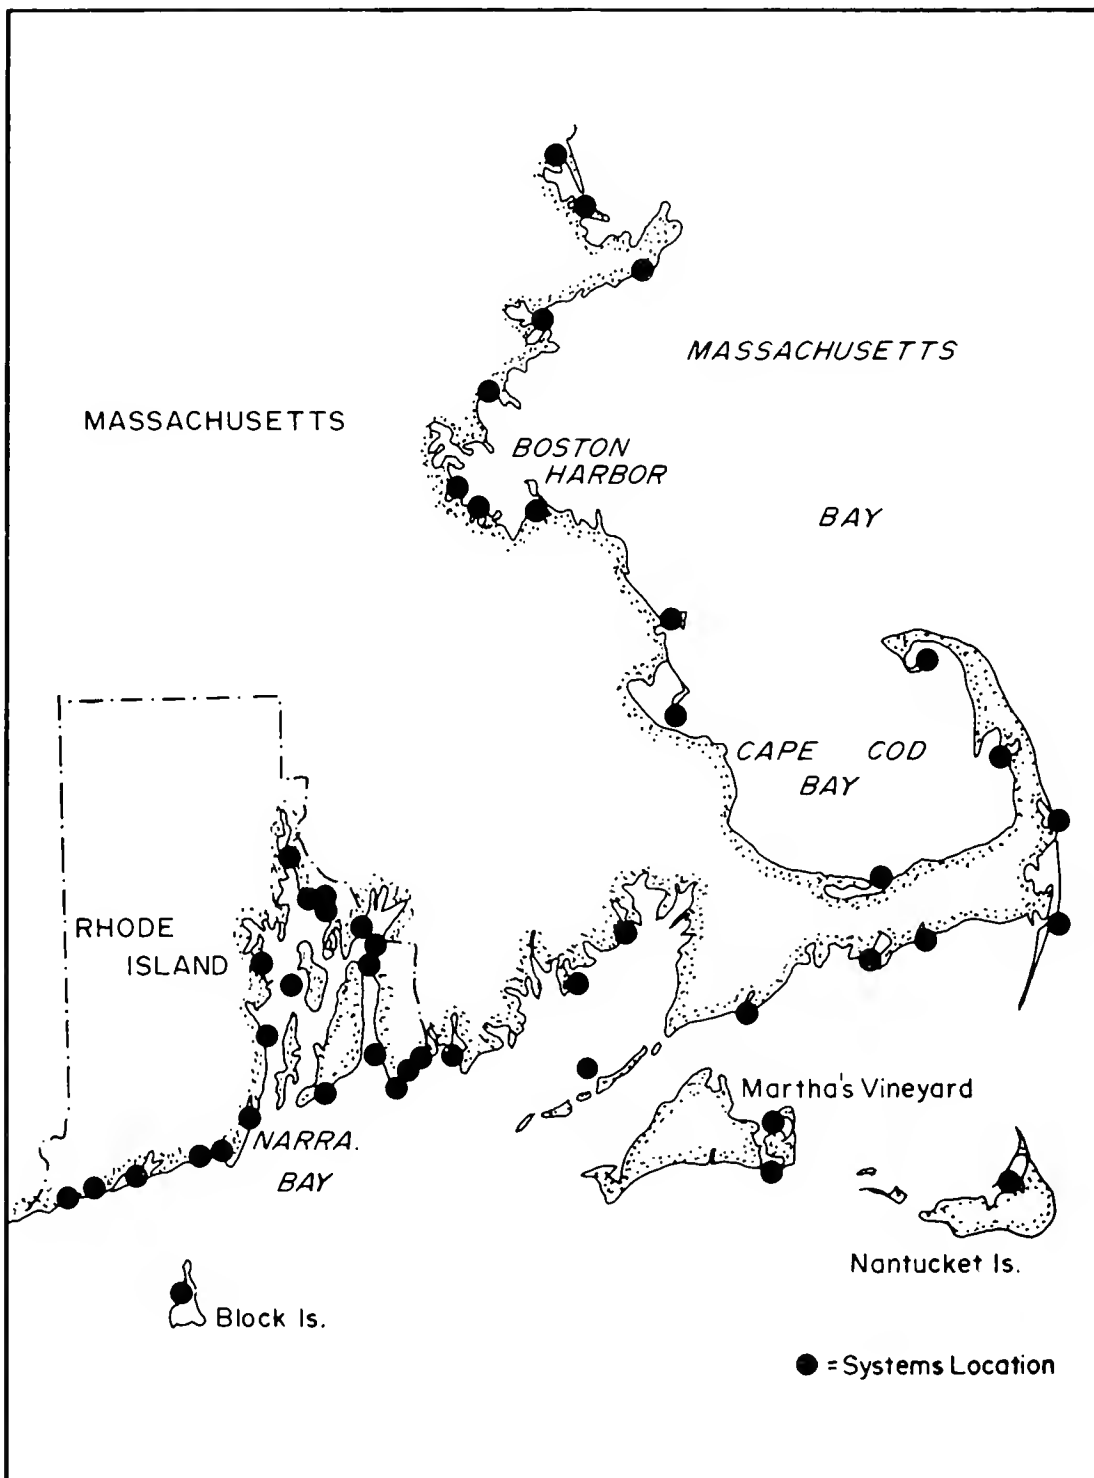 MASSACHUSETTS
MASSACHUSETTS
BOSTON
HARBOR
BAY
CAPE COD
BAY
RHODE
ISLAND
Martha's Vineyard
NARRA.
BAY
Nantucket Is.
Block Is.
= Systems Location